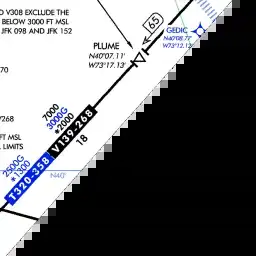 V308 EXCLUDE THE
BELOW 3000 FT MSL
JFK 098 AND JFK 152
65
GEDIC
N40°08.77'
W73°12.13'
PLUME
N40°07.11'
W73°17.13'
70
/268
FT MSL
LIMITS
7000
3000G
*2000
V139-268
18
2500G
*1300
T320-358
N40°